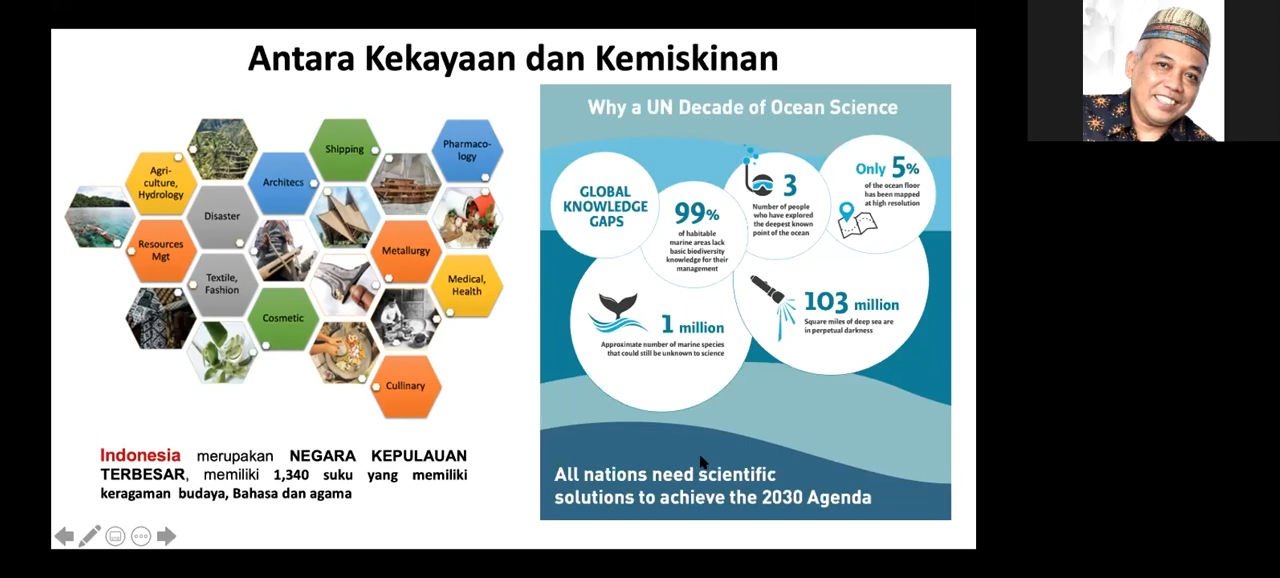 Antara Kekayaan dan Kemiskinan
Agri-
culture,
Hydrology
Shipping
Pharmaco-
logy
Architecs
Disaster
Resources
Mgt
Metallurgy
Textile,
Fashion
Medical,
Health
Cosmetic
Cullinary
Indonesia merupakan NEGARA KEPULAUAN
TERBESAR, memiliki 1,340 suku yang memiliki
keragaman budaya, Bahasa dan agama
Why a UN Decade of Ocean Science
GLOBAL
KNOWLEDGE
GAPS
99%
of habitable
marine areas lack
basic biodiversity
knowledge for their
management
3
Number of people
who have explored
the deepest known
point of the ocean
Only 5%
of the ocean floor
has been mapped
at high resolution
1 million
Approximate number of marine species
that could still be unknown to science
103 million
Square miles of deep sea are
in perpetual darkness
All nations need scientific
solutions to achieve the 2030 Agenda